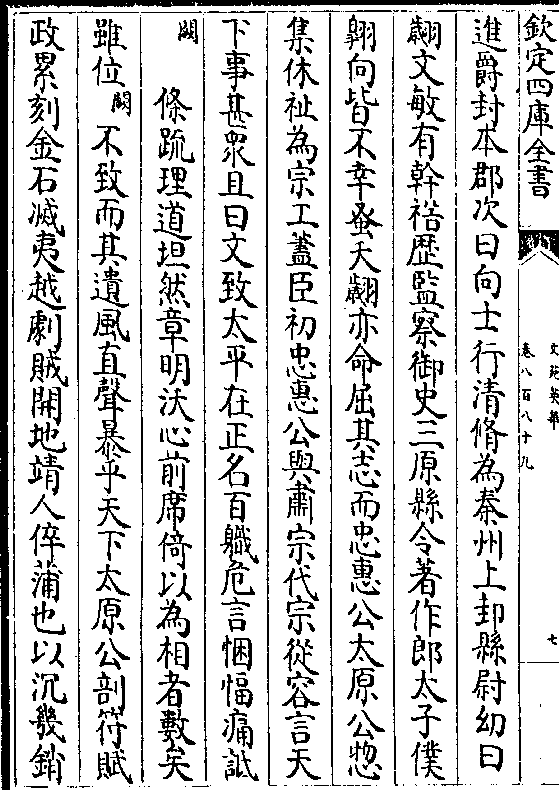 欽定四庫全書
文苑英華
卷八百八十九
七
進爵封本郡次曰向士行清脩為秦州上邽縣尉幼曰
翽文敏有幹𥙿歴監察御史三原縣令著作郎太子僕
翺向皆不幸蚤夭翽亦命屈其志而忠惠公太原公惣
集休祉為宗工藎臣初忠惠公與肅宗代宗從容言天
下事甚衆且曰文致太平在正名百軄危言悃愊痛詆
闕條䟽理道坦然章明沃心前席倚以為相者數矣
雖位闕不致而其遺風直聲暴乎天下太原公剖符賦
政累刻金石滅夷越劇賊開地靖人倅蒲也以沉幾銷